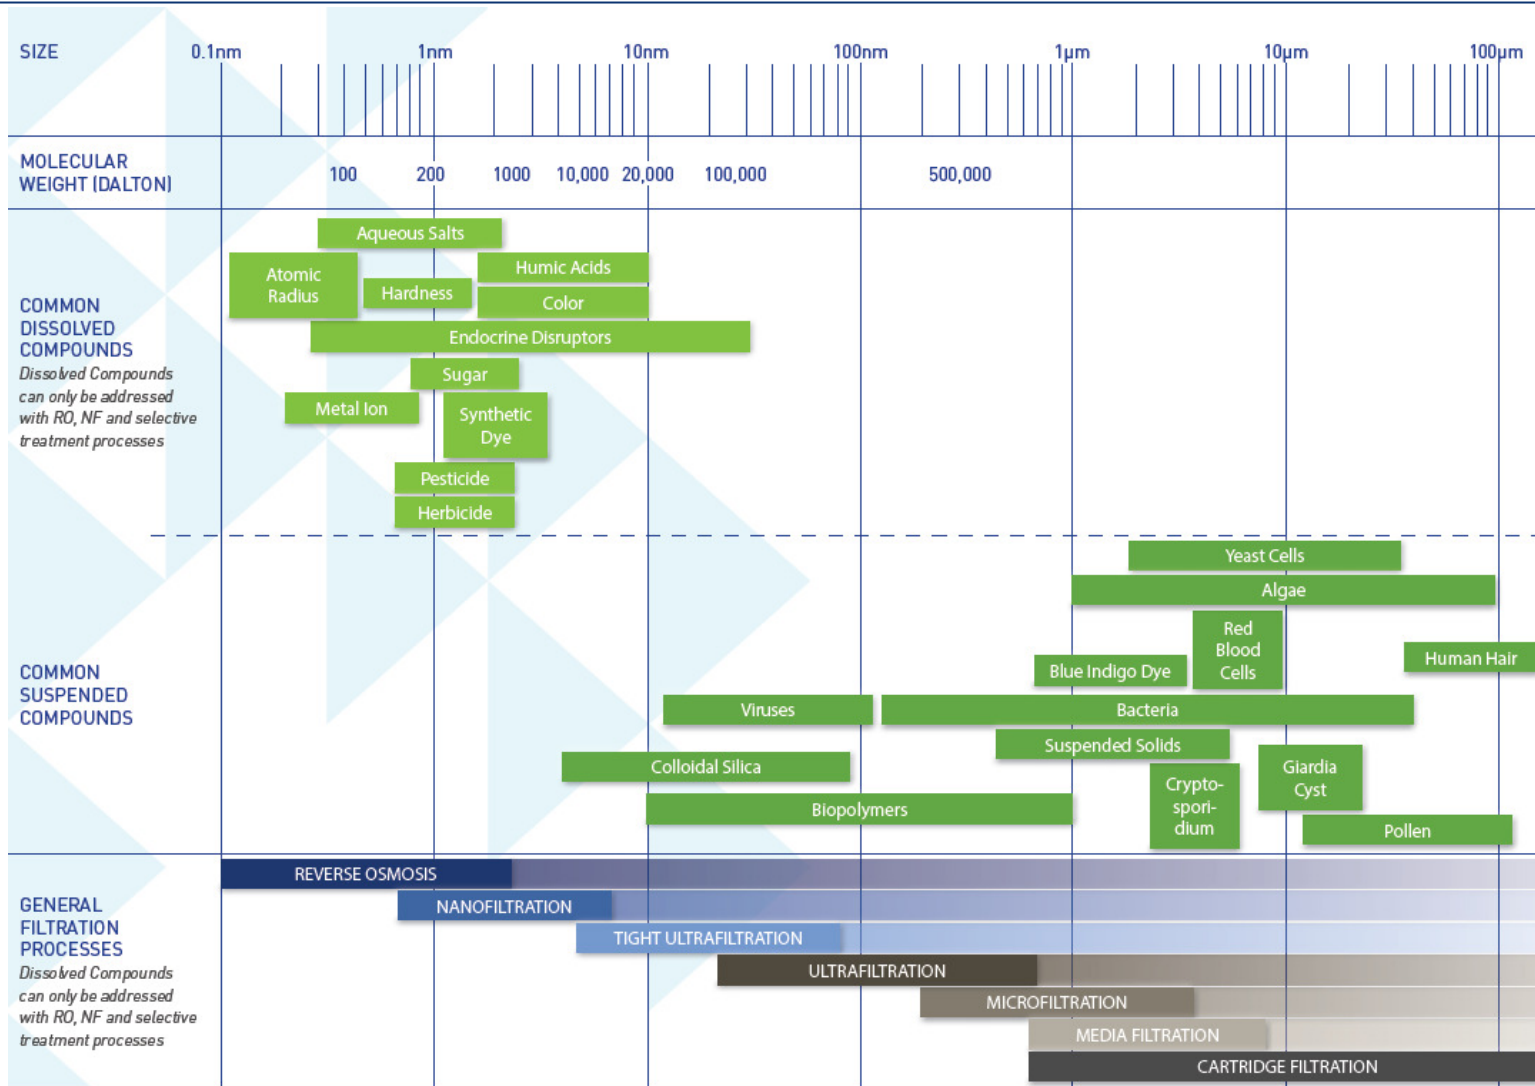 SIZE
0.1nm 1nm 10nm 100nm 1µm 10µm 100µm
MOLECULAR
WEIGHT (DALTON)
100 200 1000 10,000 20,000 100,000 500,000
COMMON
DISSOLVED
COMPOUNDS
Dissolved Compounds
can only be addressed
with RO, NF and selective
treatment processes
Aqueous Salts
Atomic
Radius
Hardness
Humic Acids
Color
Endocrine Disruptors
Sugar
Metal Ion
Synthetic
Dye
Pesticide
Herbicide
COMMON
SUSPENDED
COMPOUNDS
Yeast Cells
Algae
Red
Blood
Cells
Human Hair
Blue Indigo Dye
Viruses
Bacteria
Suspended Solids
Colloidal Silica
Crypto-
spori-
dium
Giardia
Cyst
Biopolymers
Pollen
GENERAL
FILTRATION
PROCESSES
Dissolved Compounds
can only be addressed
with RO, NF and selective
treatment processes
REVERSE OSMOSIS
NANOFILTRATION
TIGHT ULTRAFILTRATION
ULTRAFILTRATION
MICROFILTRATION
MEDIA FILTRATION
CARTRIDGE FILTRATION